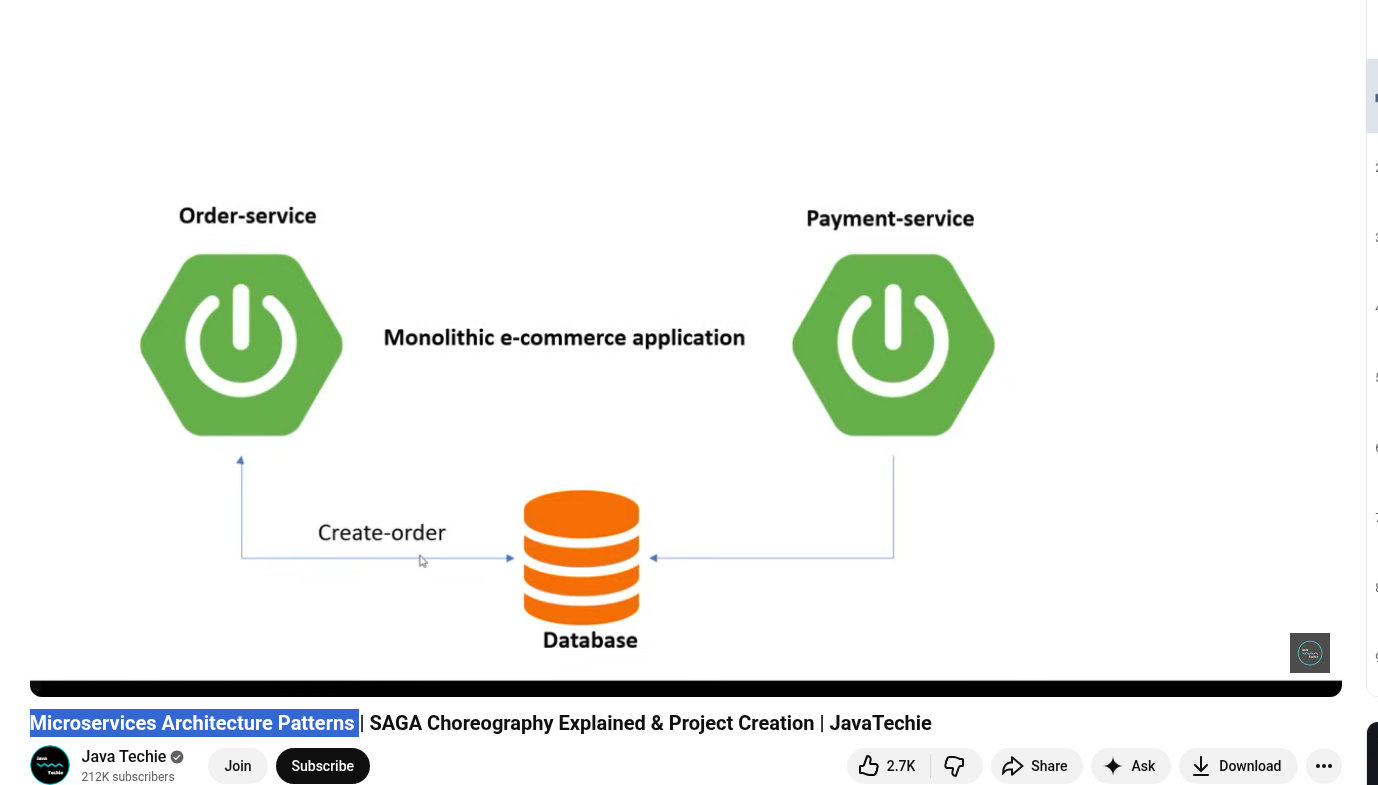 Order-service
Payment-service
Monolithic e-commerce application
Create-order
Database
Microservices Architecture Patterns | SAGA Choreography Explained & Project Creation | JavaTechie
Java Techie
212K subscribers
Join
Subscribe
2.7K
Share
Ask
Download